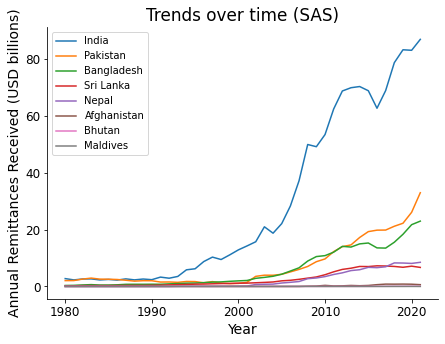 Trends over time (SAS)
Annual Remittances Received (USD billions)
80
60
40
20
0
India
Pakistan
Bangladesh
Sri Lanka
Nepal
Afghanistan
Bhutan
Maldives
1980 1990 2000 2010 2020
Year